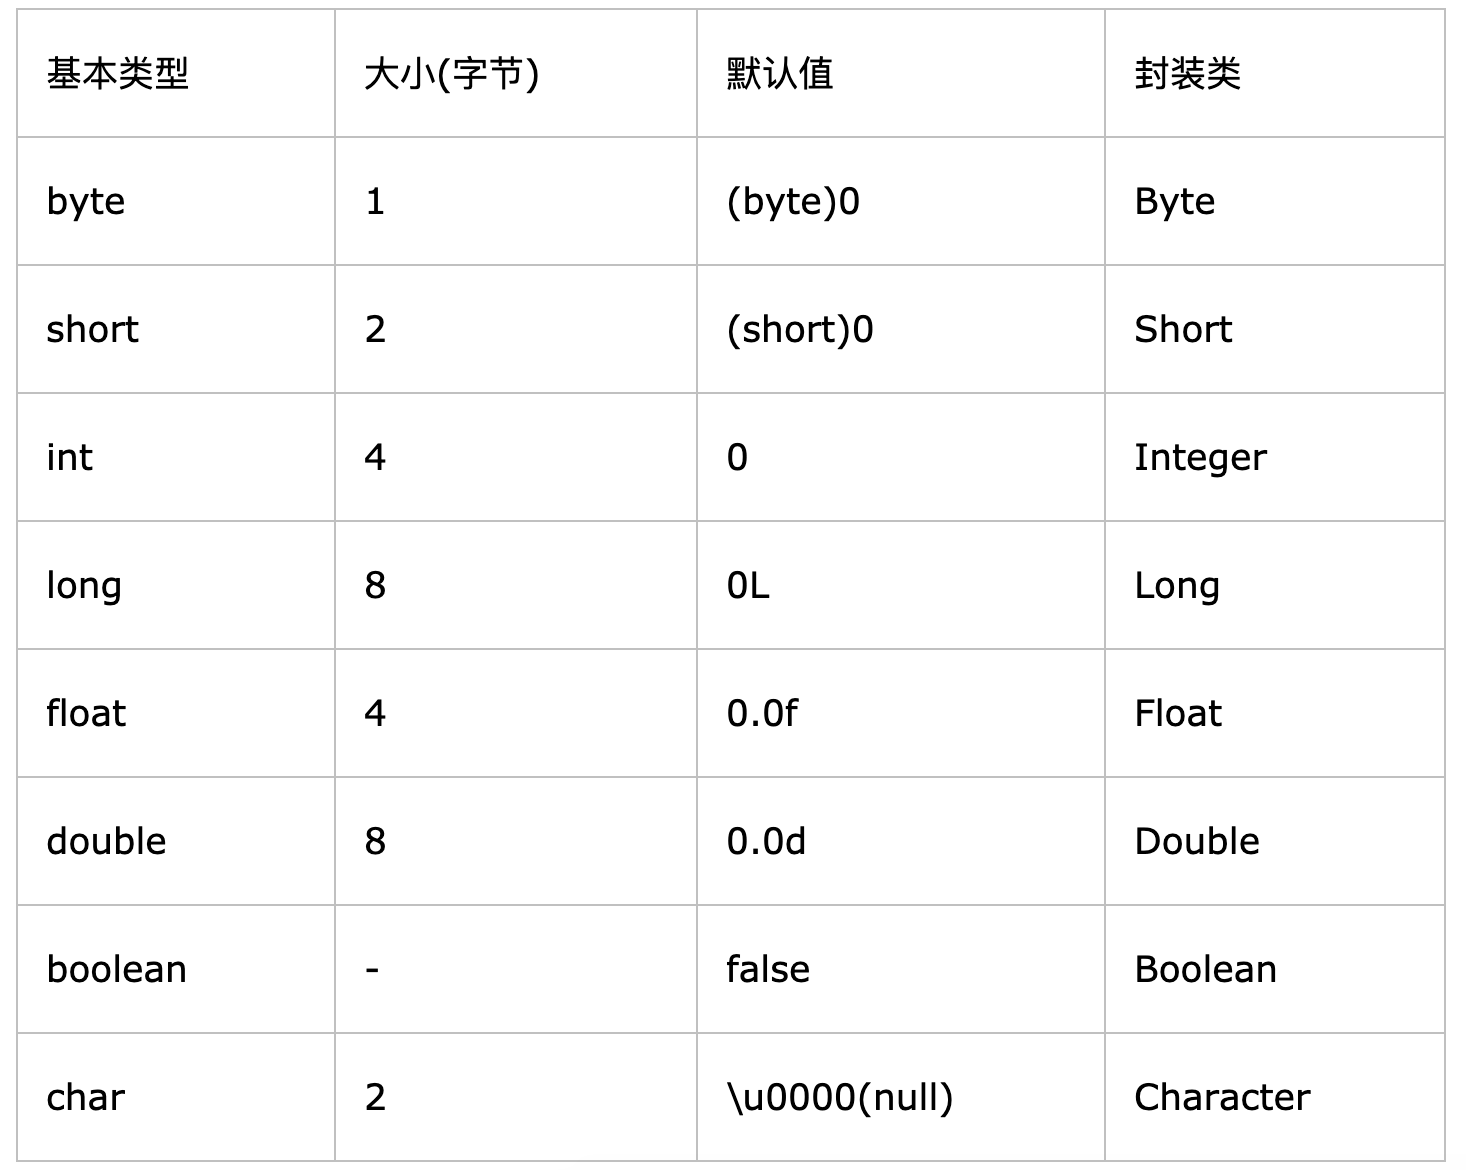 基本类型 大小(字节) 默认值 封装类
byte 1 (byte)0 Byte
short 2 (short)0 Short
int 4 0 Integer
long 8 0L Long
float 4 0.0f Float
double 8 0.0d Double
boolean - false Boolean
char 2 \u0000(null) Character